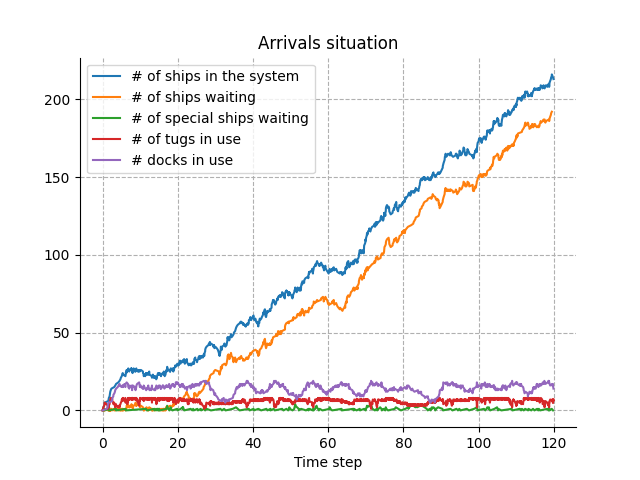 Arrivals situation
# of ships in the system
# of ships waiting
# of special ships waiting
# of tugs in use
# docks in use
200
150
100
50
0
0 20 40 60 80 100 120
Time step